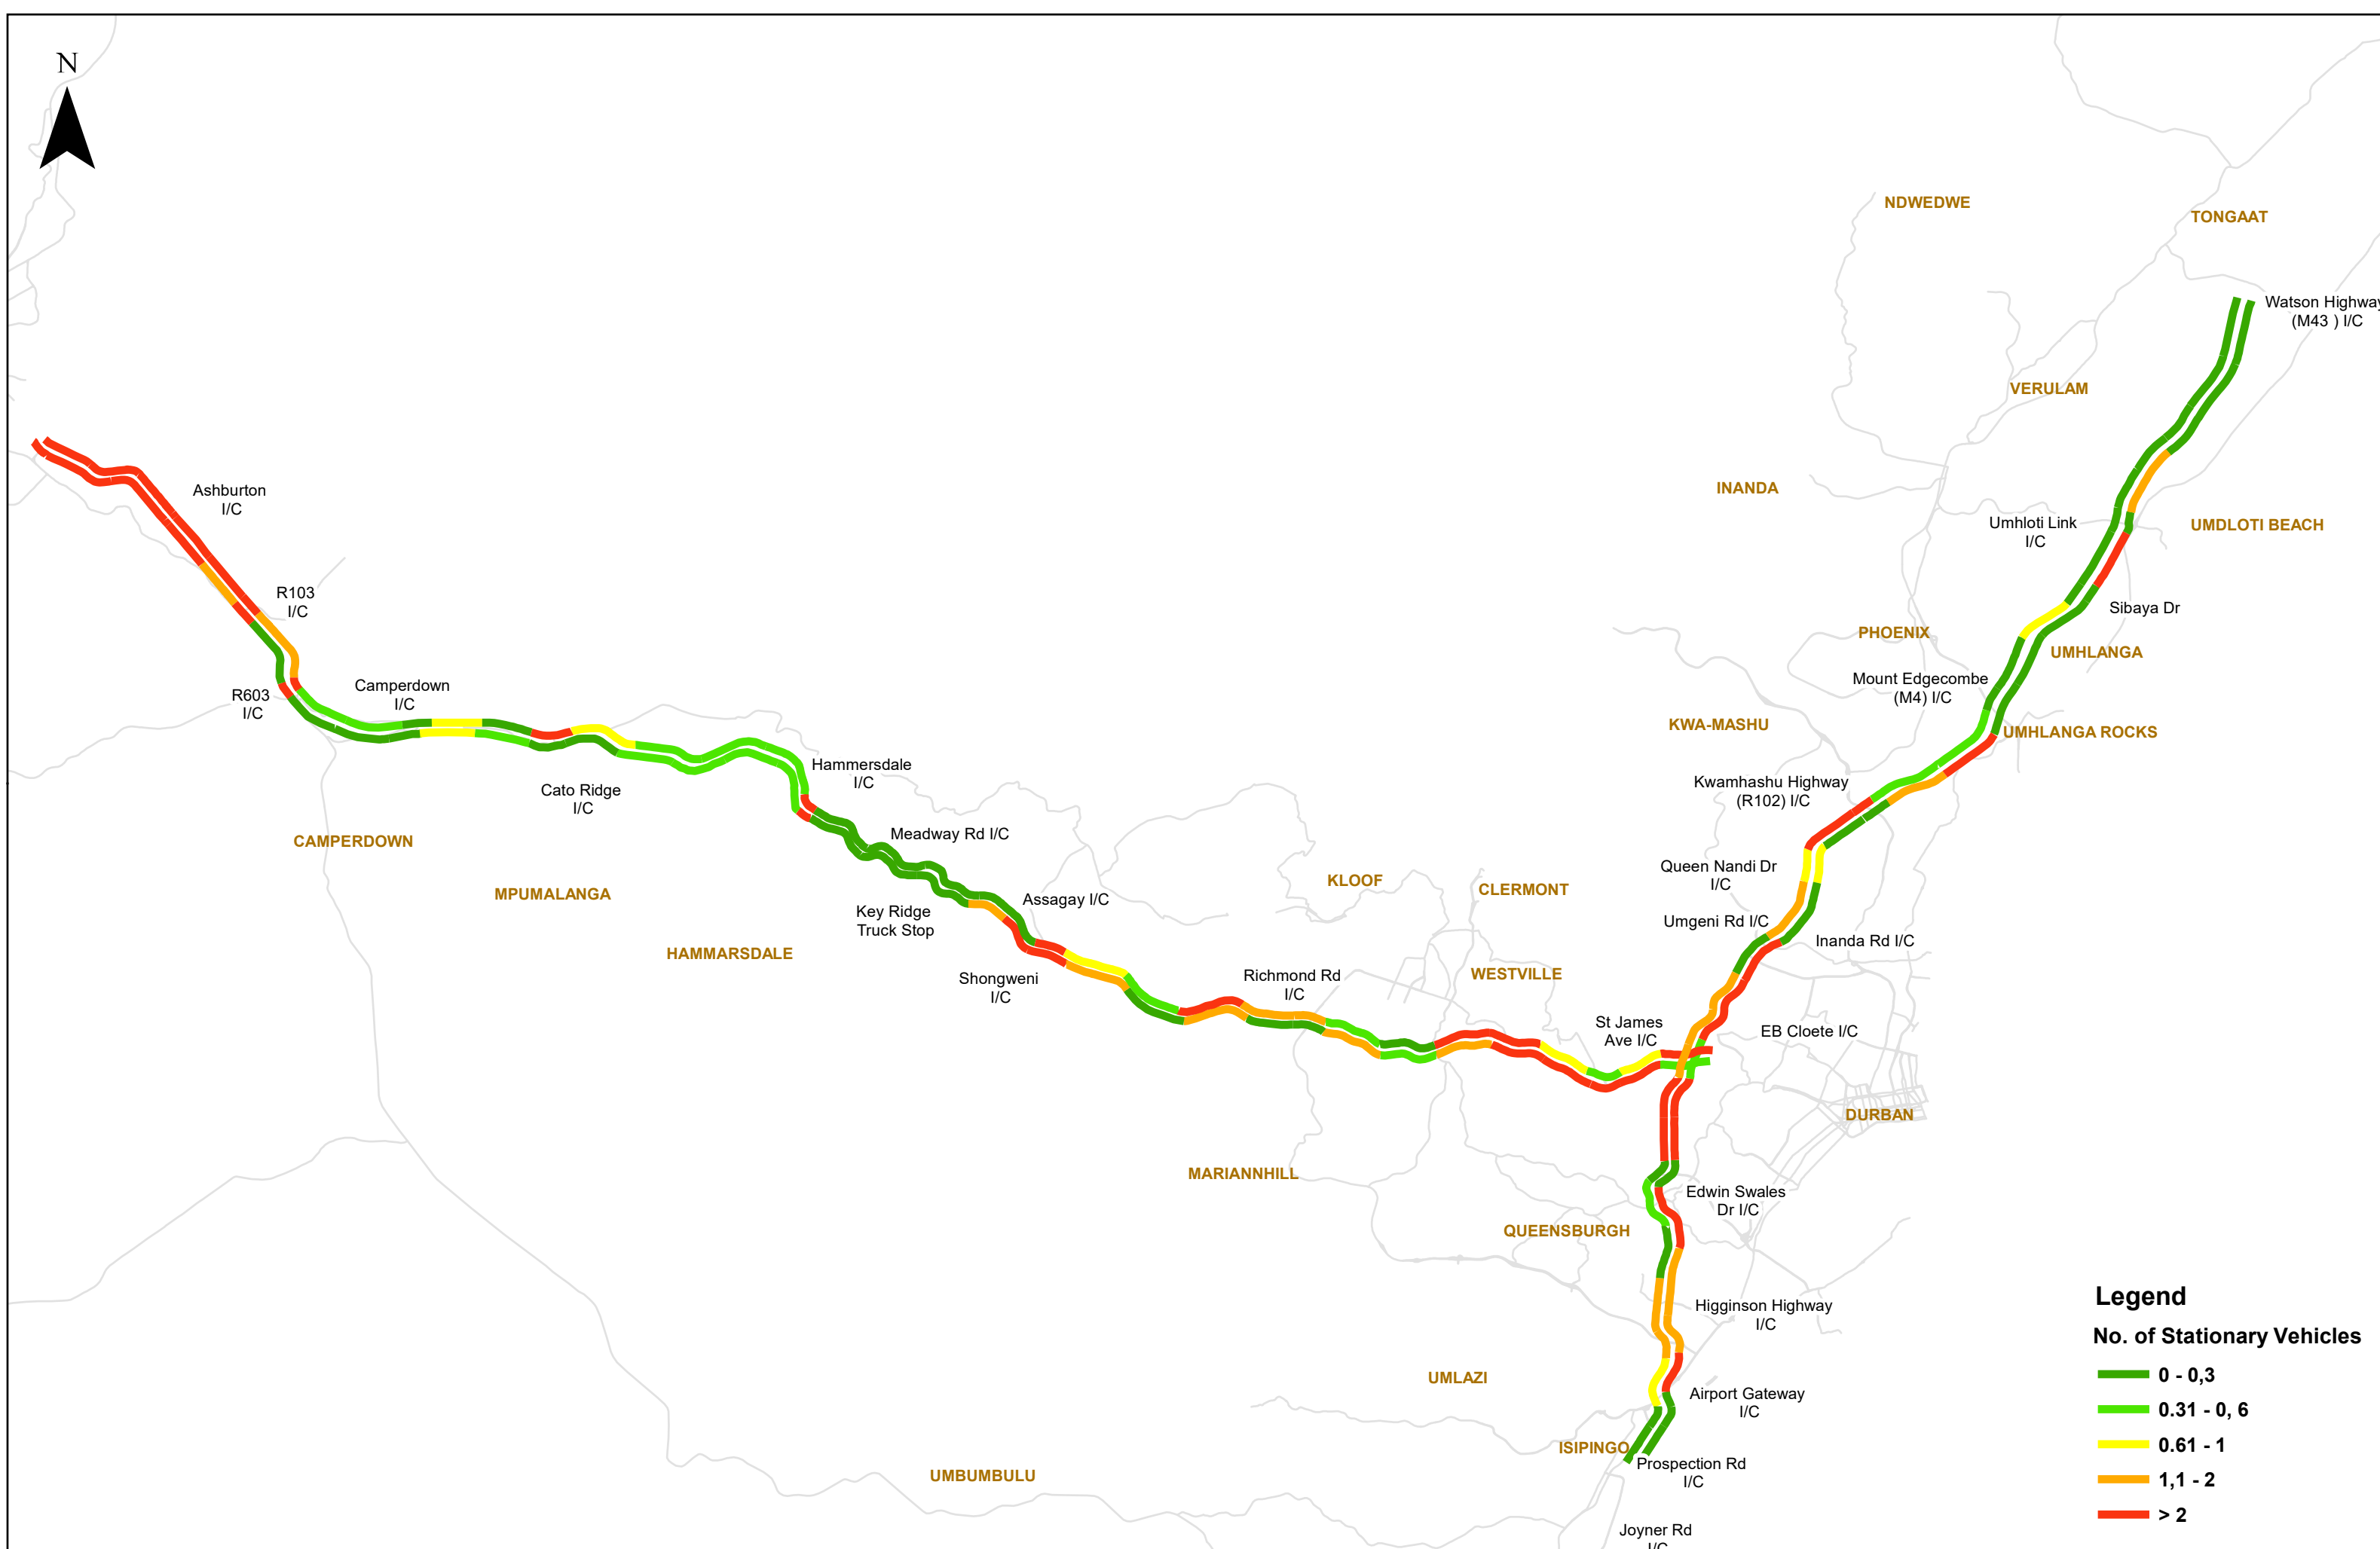 N
NDWEDWE
TONGAAT
Watson Highway
(M43 ) I/C
VERULAM
Ashburton
I/C
INANDA
Umhloti Link
I/C
UMDLOTI BEACH
R103
I/C
Sibaya Dr
PHOENIX
UMHLANGA
Camperdown
I/C
R603
I/C
Mount Edgecombe
(M4) I/C
KWA-MASHU
UMHLANGA ROCKS
Hammersdale
I/C
Cato Ridge
I/C
Kwamhashu Highway
(R102) I/C
CAMPERDOWN
Meadway Rd I/C
MPUMALANGA
KLOOF
CLERMONT
Queen Nandi Dr
I/C
Assagay I/C
Key Ridge
Truck Stop
Umgeni Rd I/C
Inanda Rd I/C
HAMMARSDALE
Shongweni
I/C
Richmond Rd
I/C
WESTVILLE
St James
Ave I/C
EB Cloete I/C
DURBAN
MARIANNHILL
Edwin Swales
Dr I/C
QUEENSBURGH
Higginson Highway
I/C
UMLAZI
Airport Gateway
I/C
ISIPINGO
Prospection Rd
I/C
UMBUMBULU
Joyner Rd
I/C
Legend
No. of Stationary Vehicles
0 - 0,3
0.31 - 0, 6
0.61 - 1
1,1 - 2
> 2